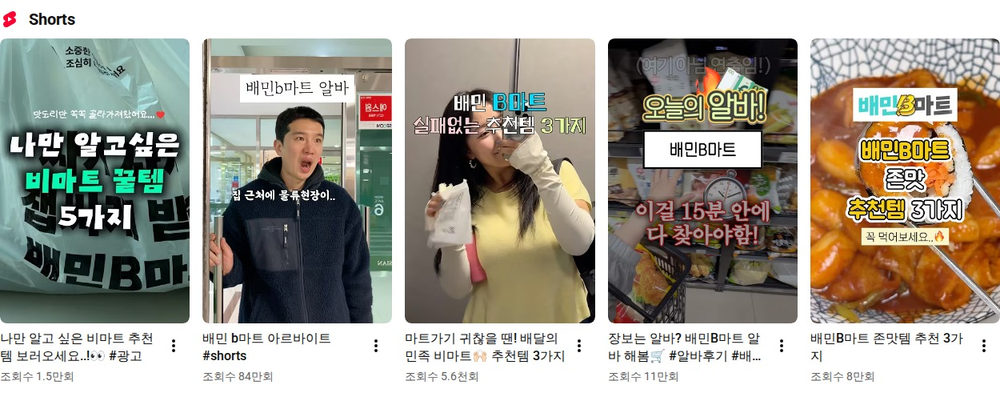 Shorts
소중한
조심히
맛도리만 쏙쏙 골라가져왔어요...❤️
나만 알고싶은
비마트 꿀템
5가지
배민B마
나만 알고 싶은 비마트 추천
템 보러오세요..!👀 #광고
조회수 1.5만회
배민b마트 알바
집 근처에 물류현장이..
배민 b마트 아르바이트
#shorts
조회수 84만회
배민 B마트
실패없는 추천템 3가지
마트가기 귀찮을 땐! 배달의
민족 비마트🙌🏻 추천템 3가지
조회수 5.6천회
(여기 아님 연출임!)
오늘의 알바!
배민B마트
이걸 15분 안에
다 찾아야함!
장보는 알바? 배민B마트 알
바 해봄🛒 #알바후기 #배...
조회수 11만회
배민B마트
배민B마트
존맛
추천템 3가지
꼭 먹어보세요..🔥
배민B마트 존맛템 추천 3가
지
조회수 8만회